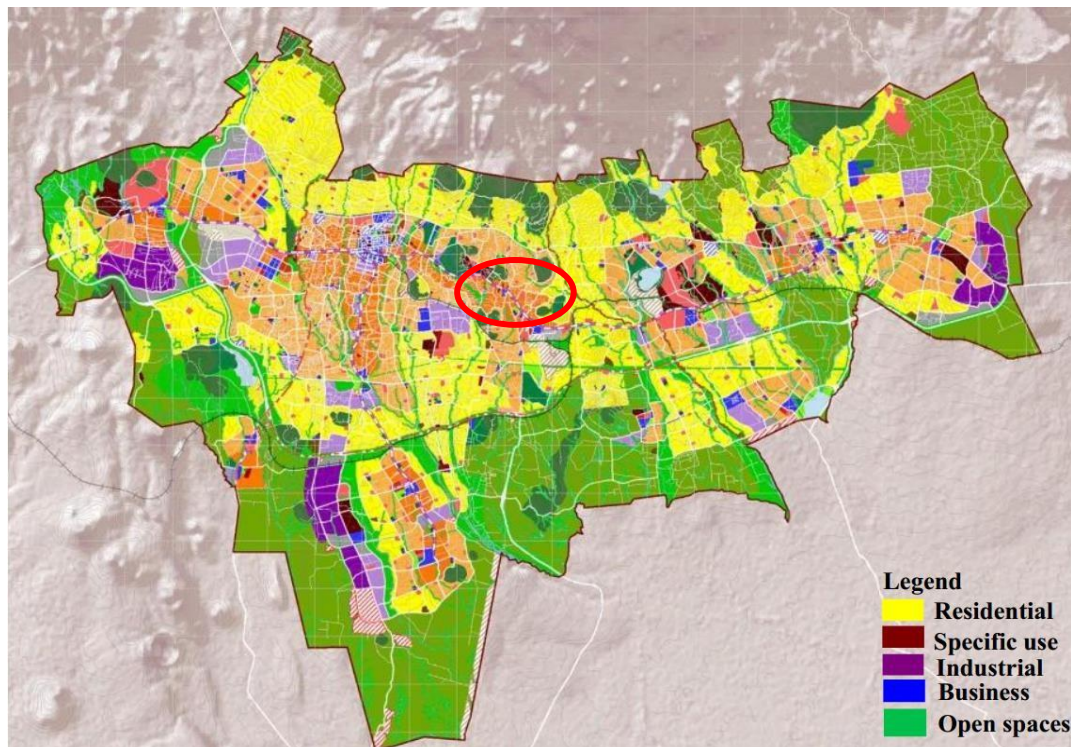 Legend
Residential
Specific use
Industrial
Business
Open spaces